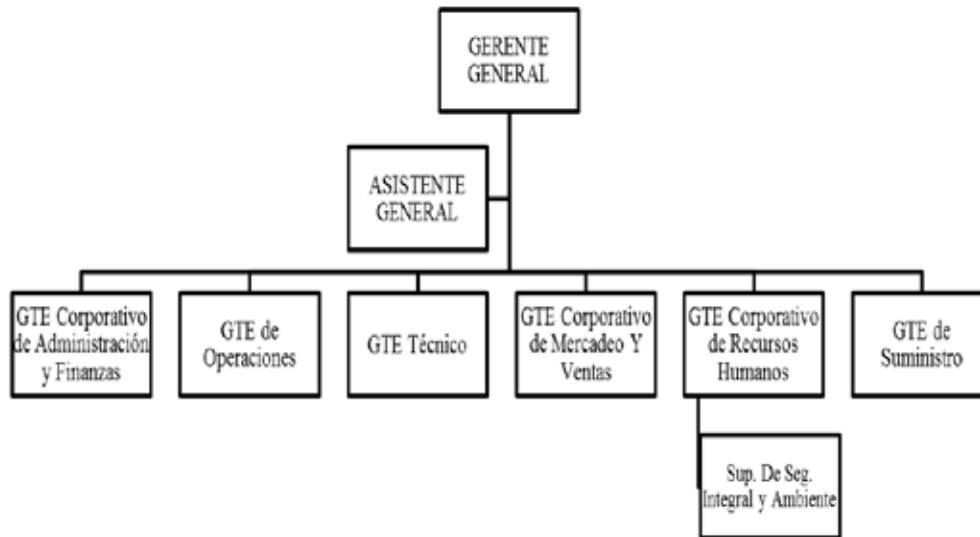 GERENTE
GENERAL
ASISTENTE
GENERAL
GTE Corporativo
de Administración
y Finanzas
GTE de
Operaciones
GTE Técnico
GTE Corporativo
de Mercadeo Y
Ventas
GTE Corporativo
de Recursos
Humanos
GTE de
Suministro
Sup. De Seg.
Integral y Ambiente